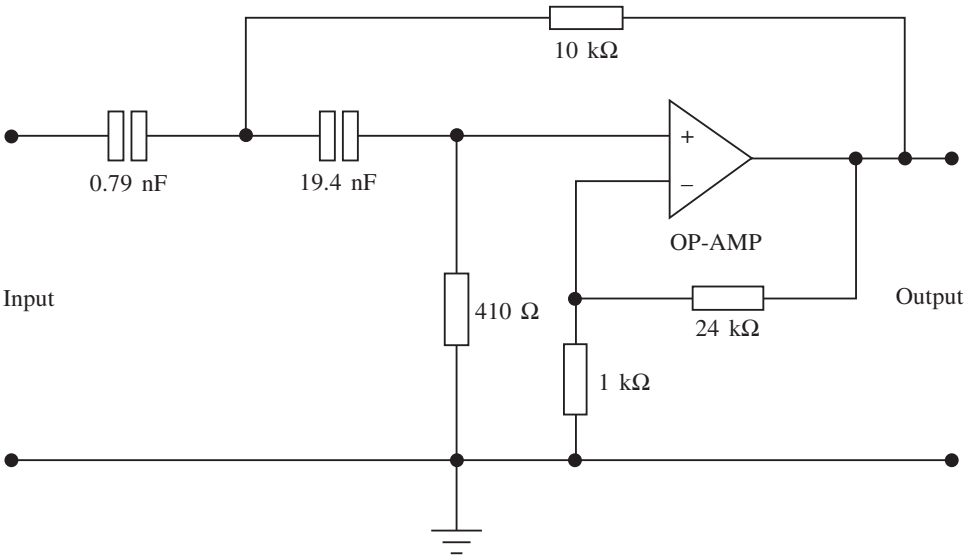 10 kΩ
0.79 nF
19.4 nF
+
−
OP-AMP
Input
410 Ω
Output
24 kΩ
1 kΩ